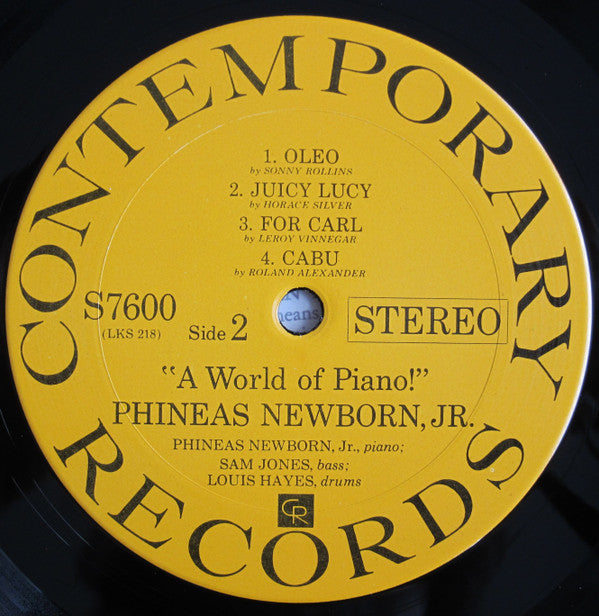 CONTEMPORARY
1. OLEO
by SONNY ROLLINS
2. JUICY LUCY
by HORACE SILVER
3. FOR CARL
by LEROY VINNEGAR
4. CABU
by ROLAND ALEXANDER
S7600
(LKS 218)
Side 2
STEREO
"A World of Piano!"
PHINEAS NEWBORN, JR.
PHINEAS NEWBORN, Jr., piano;
SAM JONES, bass;
LOUIS HAYES, drums
CR
RECORDS